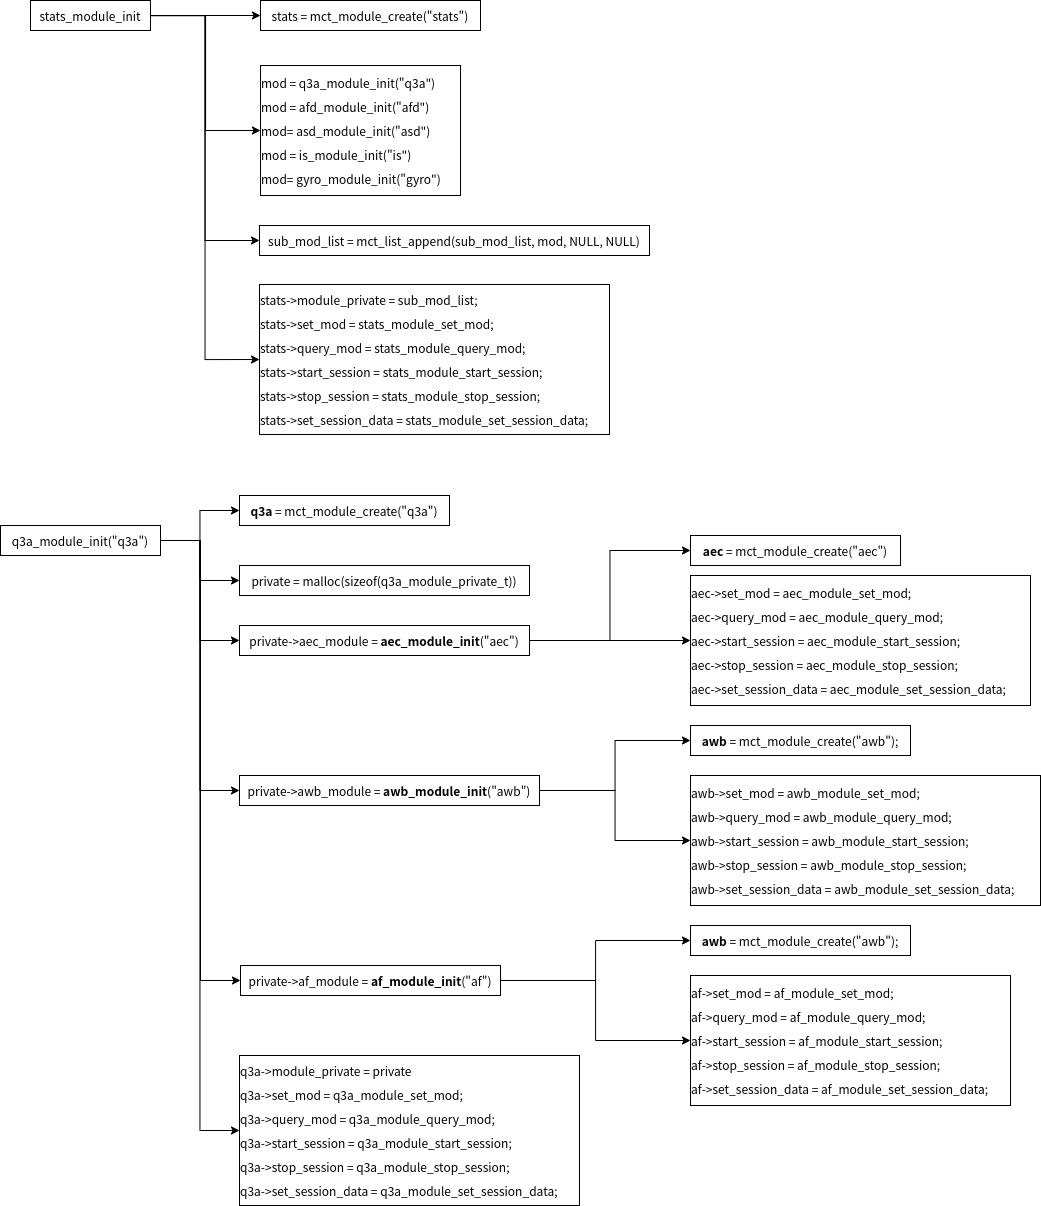 stats_module_init
stats = mct_module_create("stats")
mod = q3a_module_init("q3a")
mod = afd_module_init("afd")
mod= asd_module_init("asd")
mod = is_module_init("is")
mod= gyro_module_init("gyro")
sub_mod_list = mct_list_append(sub_mod_list, mod, NULL, NULL)
stats->module_private = sub_mod_list;
stats->set_mod = stats_module_set_mod;
stats->query_mod = stats_module_query_mod;
stats->start_session = stats_module_start_session;
stats->stop_session = stats_module_stop_session;
stats->set_session_data = stats_module_set_session_data;
q3a_module_init("q3a")
q3a = mct_module_create("q3a")
private = malloc(sizeof(q3a_module_private_t))
private->aec_module = aec_module_init("aec")
aec = mct_module_create("aec")
aec->set_mod = aec_module_set_mod;
aec->query_mod = aec_module_query_mod;
aec->start_session = aec_module_start_session;
aec->stop_session = aec_module_stop_session;
aec->set_session_data = aec_module_set_session_data;
private->awb_module = awb_module_init("awb")
awb = mct_module_create("awb");
awb->set_mod = awb_module_set_mod;
awb->query_mod = awb_module_query_mod;
awb->start_session = awb_module_start_session;
awb->stop_session = awb_module_stop_session;
awb->set_session_data = awb_module_set_session_data;
private->af_module = af_module_init("af")
awb = mct_module_create("awb");
af->set_mod = af_module_set_mod;
af->query_mod = af_module_query_mod;
af->start_session = af_module_start_session;
af->stop_session = af_module_stop_session;
af->set_session_data = af_module_set_session_data;
q3a->module_private = private
q3a->set_mod = q3a_module_set_mod;
q3a->query_mod = q3a_module_query_mod;
q3a->start_session = q3a_module_start_session;
q3a->stop_session = q3a_module_stop_session;
q3a->set_session_data = q3a_module_set_session_data;